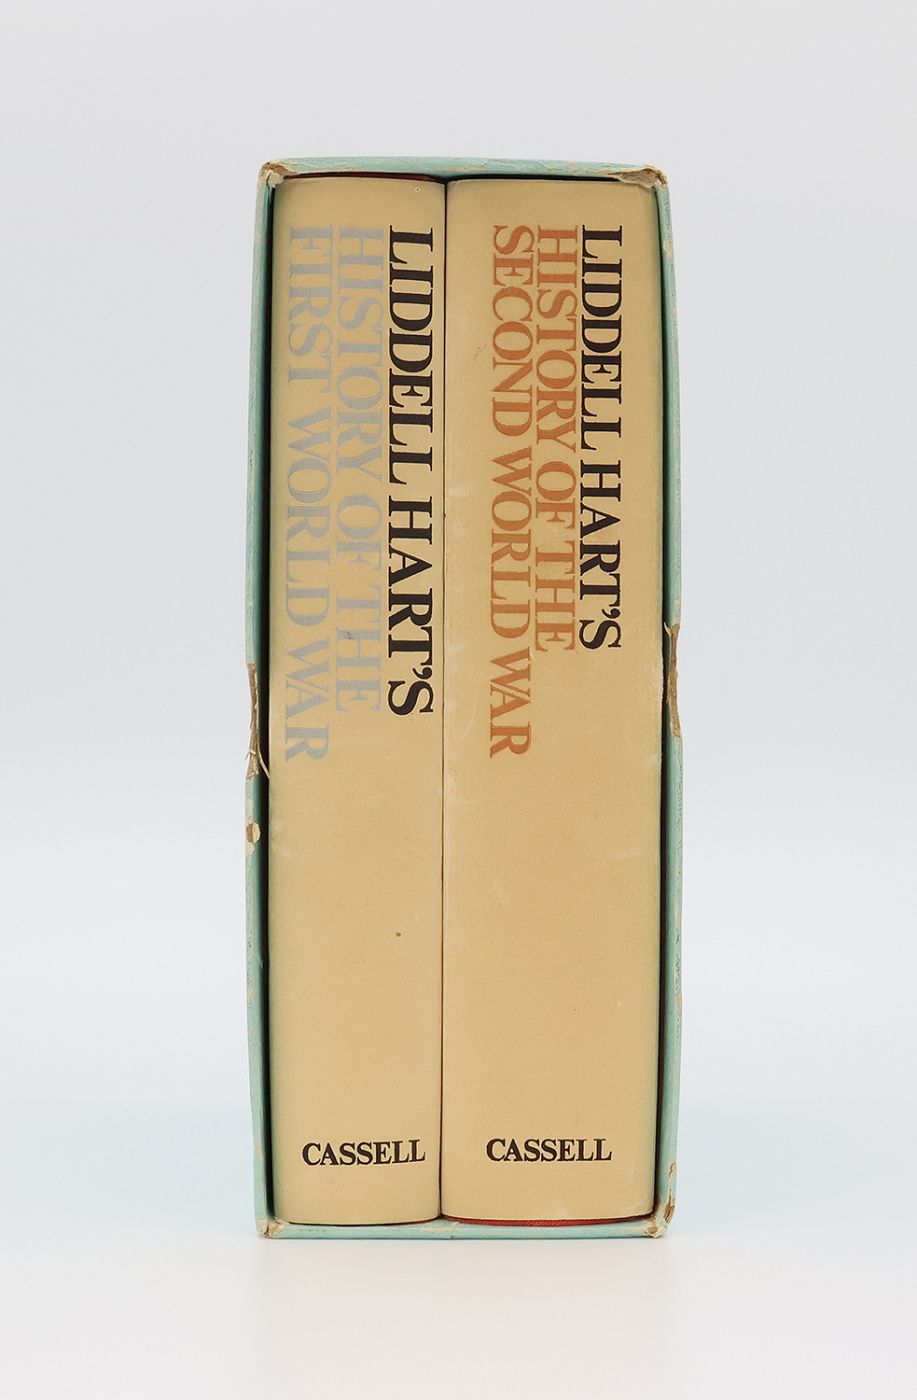 LIDDELL HART'S
HISTORY OF THE
FIRST WORLD WAR
CASSELL
LIDDELL HART'S
HISTORY OF THE
SECOND WORLD WAR
CASSELL